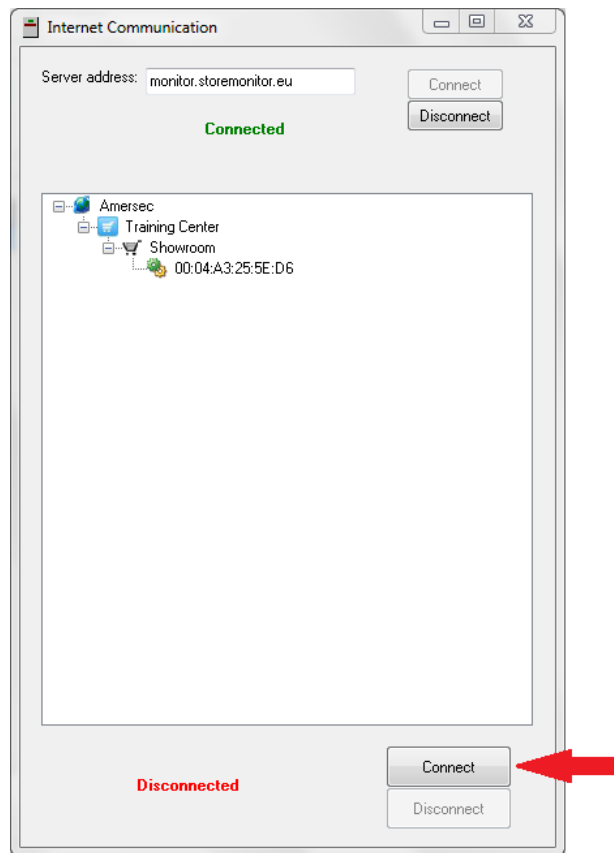 Internet Communication
Server address: monitor.storemonitor.eu
Connect
Connected
Disconnect
Amersec
Training Center
Showroom
00:04:A3:25:5E:D6
Connect
Disconnected
Disconnect